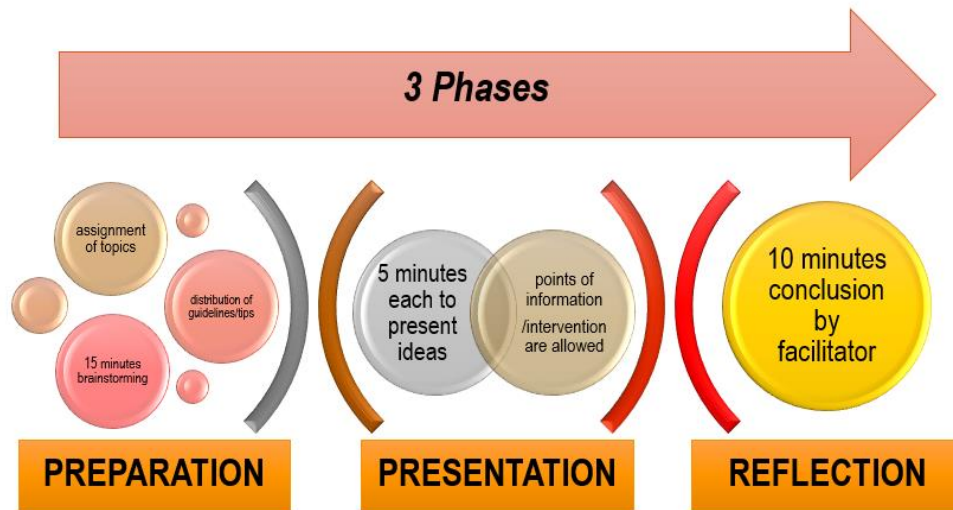 3 Phases
assignment
of topics
distribution of
guidelines/tips
15 minutes
brainstorming
5 minutes
each to
present
ideas
points of
information
/intervention
are allowed
10 minutes
conclusion
by
facilitator
PREPARATION
PRESENTATION
REFLECTION